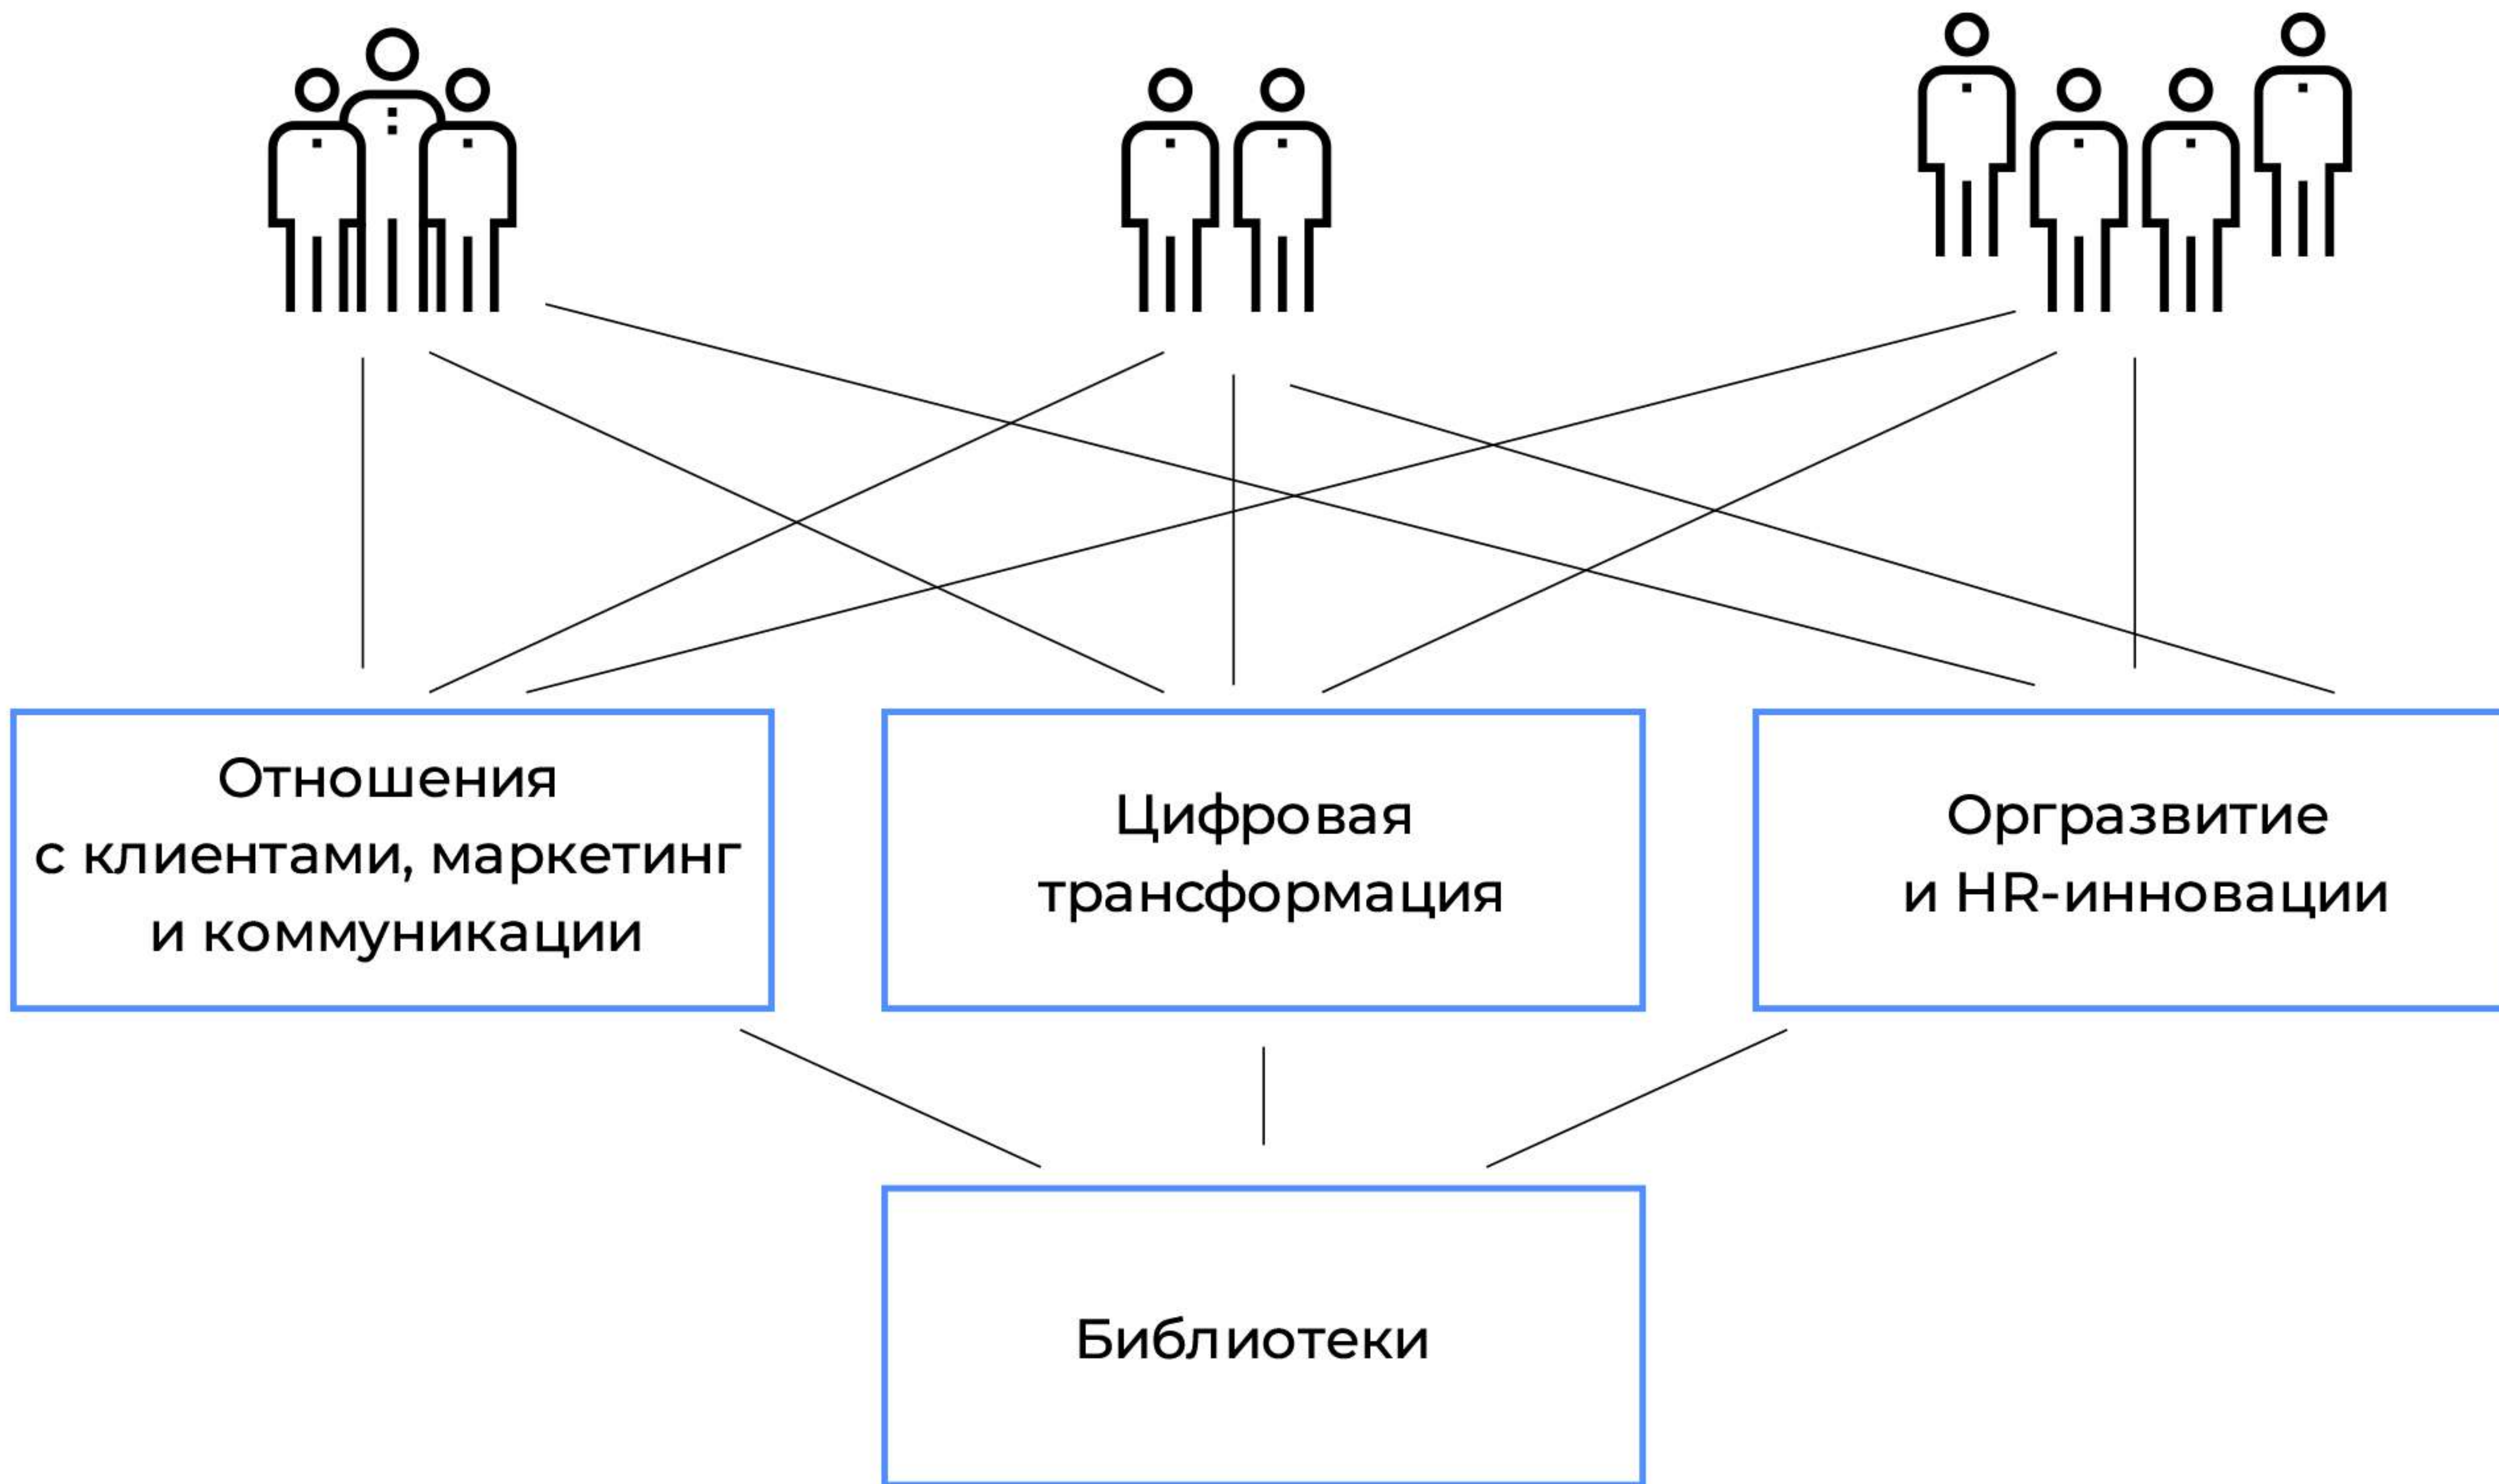 Отношения
с клиентами, маркетинг
и коммуникации
Цифровая
трансформация
Оргразвитие
и HR-инновации
Библиотеки